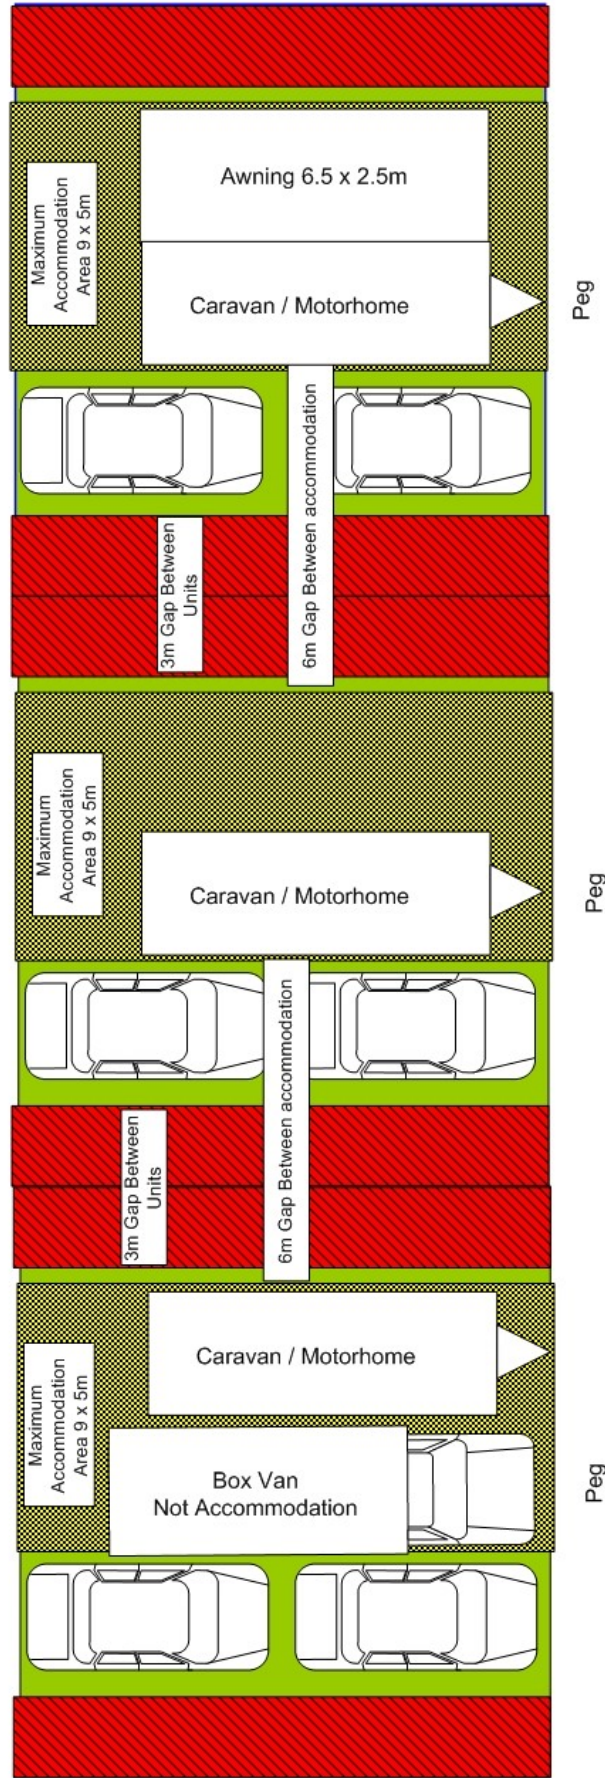 Maximum
Accommodation
Area 9 x 5m
Awning 6.5 x 2.5m
Caravan / Motorhome
Peg
3m Gap Between
Units
6m Gap Between accommodation
Maximum
Accommodation
Area 9 x 5m
Caravan / Motorhome
Peg
3m Gap Between
Units
6m Gap Between accommodation
Maximum
Accommodation
Area 9 x 5m
Caravan / Motorhome
Box Van
Not Accommodation
Peg